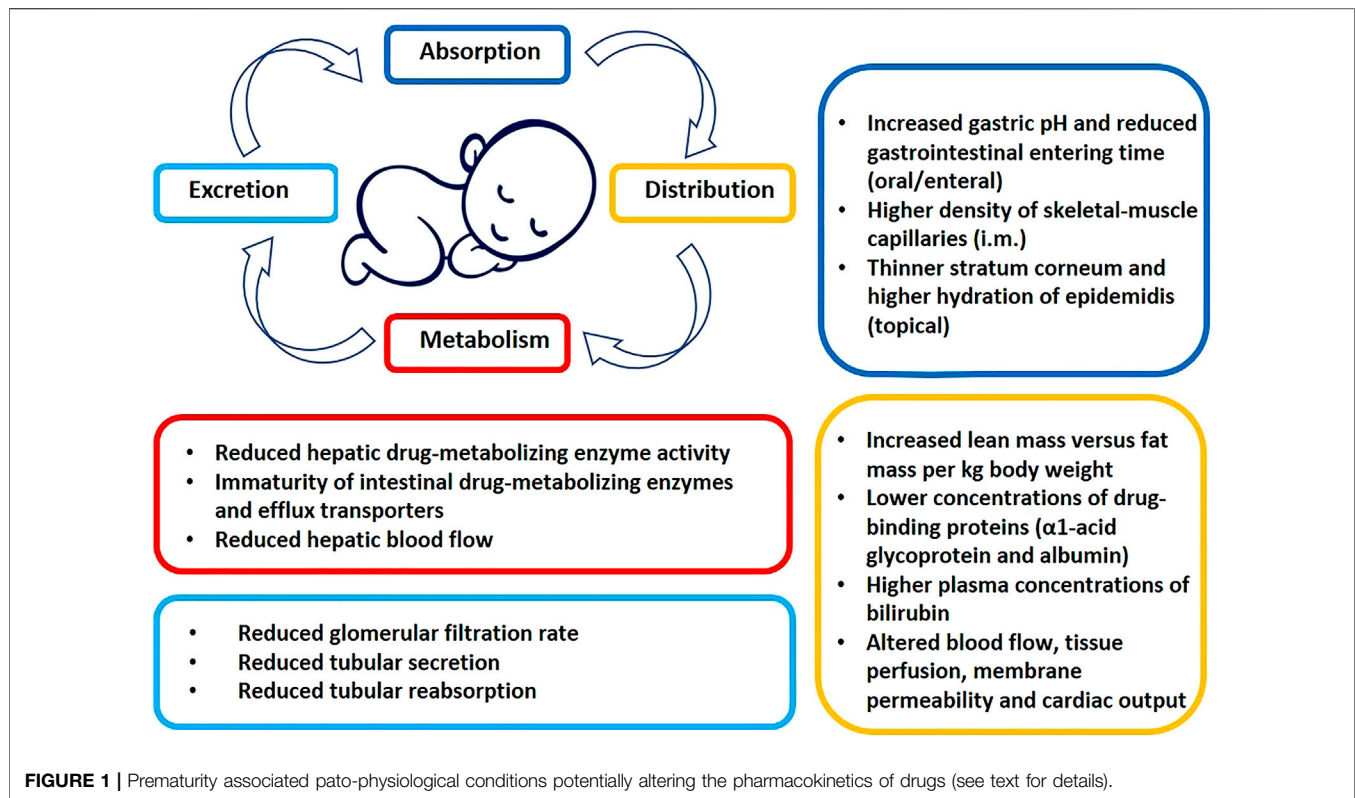 Absorption
Excretion
Distribution
Metabolism
• Increased gastric pH and reduced
gastrointestinal entering time
(oral/enteral)
• Higher density of skeletal-muscle
capillaries (i.m.)
• Thinner stratum corneum and
higher hydration of epidemidis
(topical)
• Reduced hepatic drug-metabolizing enzyme activity
• Immaturity of intestinal drug-metabolizing enzymes
and efflux transporters
• Reduced hepatic blood flow
• Increased lean mass versus fat
mass per kg body weight
• Lower concentrations of drug-
binding proteins (α1-acid
glycoprotein and albumin)
• Higher plasma concentrations of
bilirubin
• Altered blood flow, tissue
perfusion, membrane
permeability and cardiac output
• Reduced glomerular filtration rate
• Reduced tubular secretion
• Reduced tubular reabsorption
FIGURE 1 | Prematurity associated pato-physiological conditions potentially altering the pharmacokinetics of drugs (see text for details).